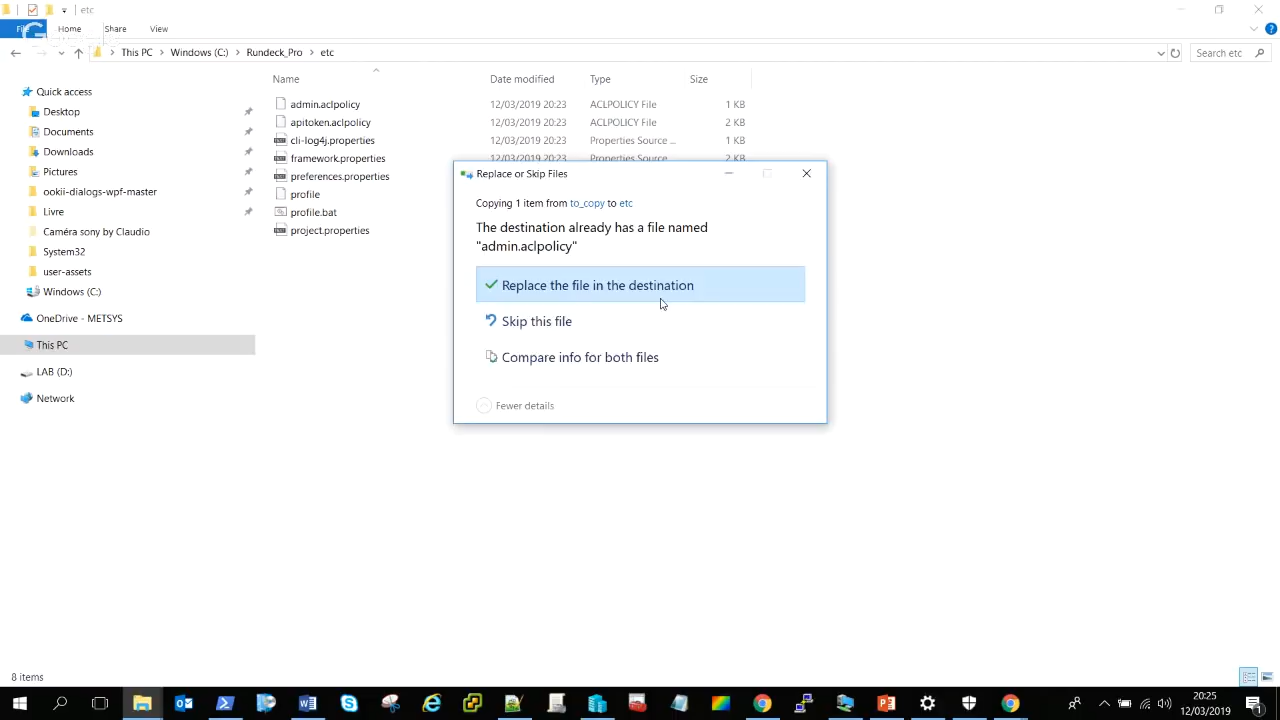 etc
File
Home
Share
View
This PC
Windows (C:)
Rundeck_Pro
etc
Search etc
Name
Date modified
Type
Size
Quick access
Desktop
Documents
Downloads
Pictures
ookii-dialogs-wpf-master
Livre
Caméra sony by Claudio
System32
user-assets
Windows (C:)
OneDrive - METSYS
This PC
LAB (D:)
Network
admin.aclpolicy 12/03/2019 20:23 ACLPOLICY File 1 KB
apitoken.aclpolicy 12/03/2019 20:23 ACLPOLICY File 2 KB
cli-log4j.properties 12/03/2019 20:23 Properties Source ... 1 KB
framework.properties 12/03/2019 20:23 Properties Source 2 KB
preferences.properties
profile
profile.bat
project.properties
Replace or Skip Files
Copying 1 item from to_copy to etc
The destination already has a file named
"admin.aclpolicy"
Replace the file in the destination
Skip this file
Compare info for both files
Fewer details
8 items
20:25
12/03/2019